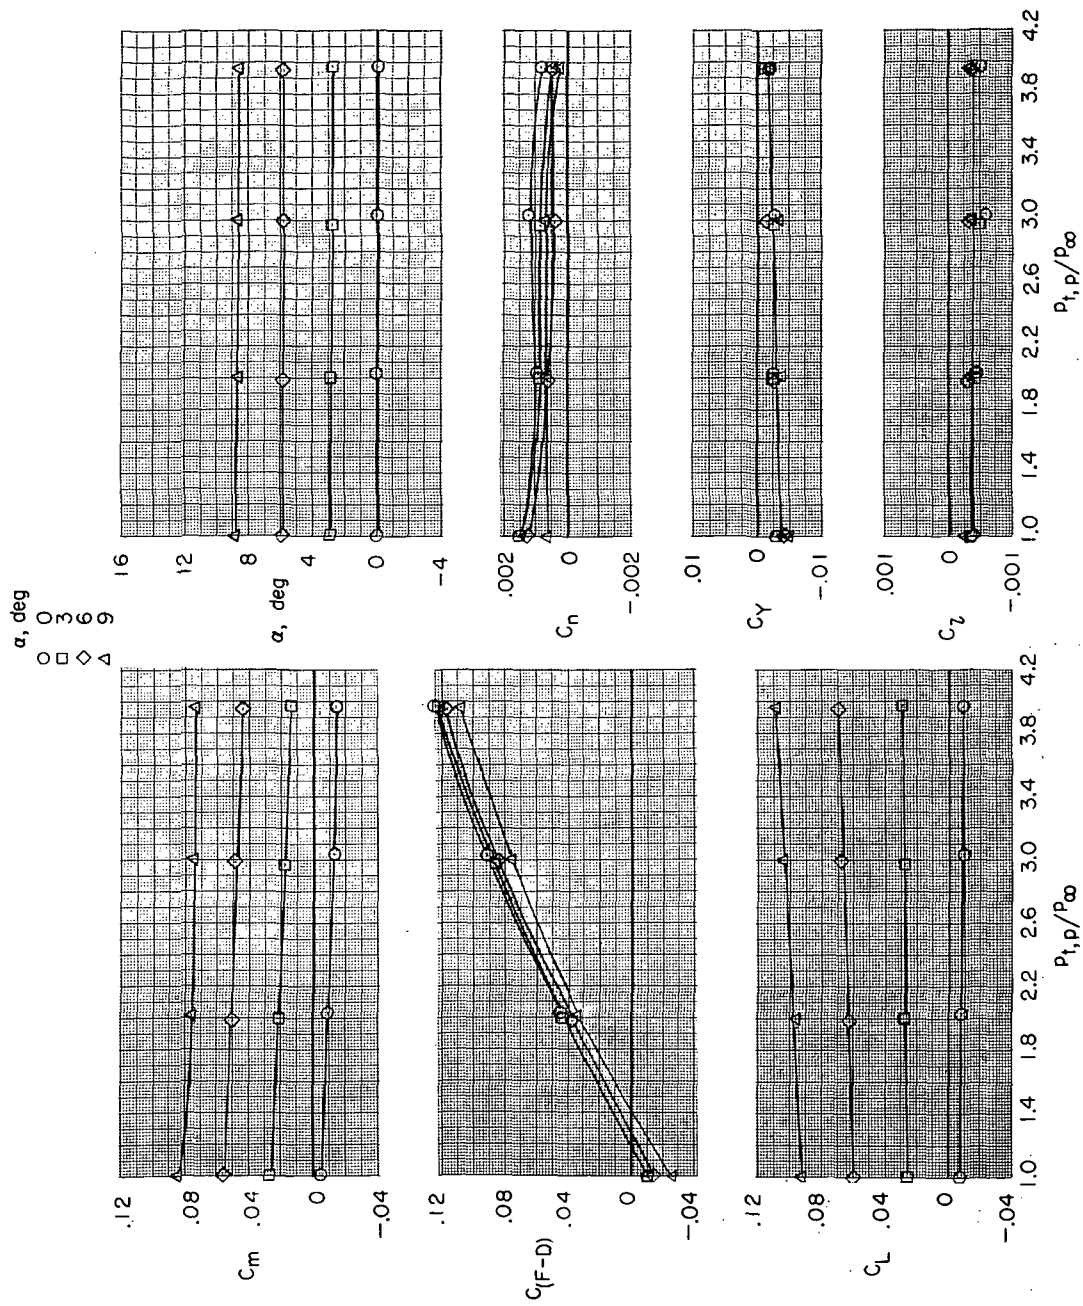 α, deg
○ 0
□ 3
◇ 6
△ 9
.12
.08
.04
0
-.04
C_m
.12
.08
.04
0
-.04
C_(F-D)
.12
.08
.04
0
-.04
C_L
1.0 1.4 1.8 2.2 2.6 3.0 3.4 3.8 4.2
p_t,p/p_∞
16
12
8
4
0
-4
α, deg
.002
0
-.002
C_n
.01
0
-.01
C_Y
.001
0
-.001
C_l
1.0 1.4 1.8 2.2 2.6 3.0 3.4 3.8 4.2
p_t,p/p_∞